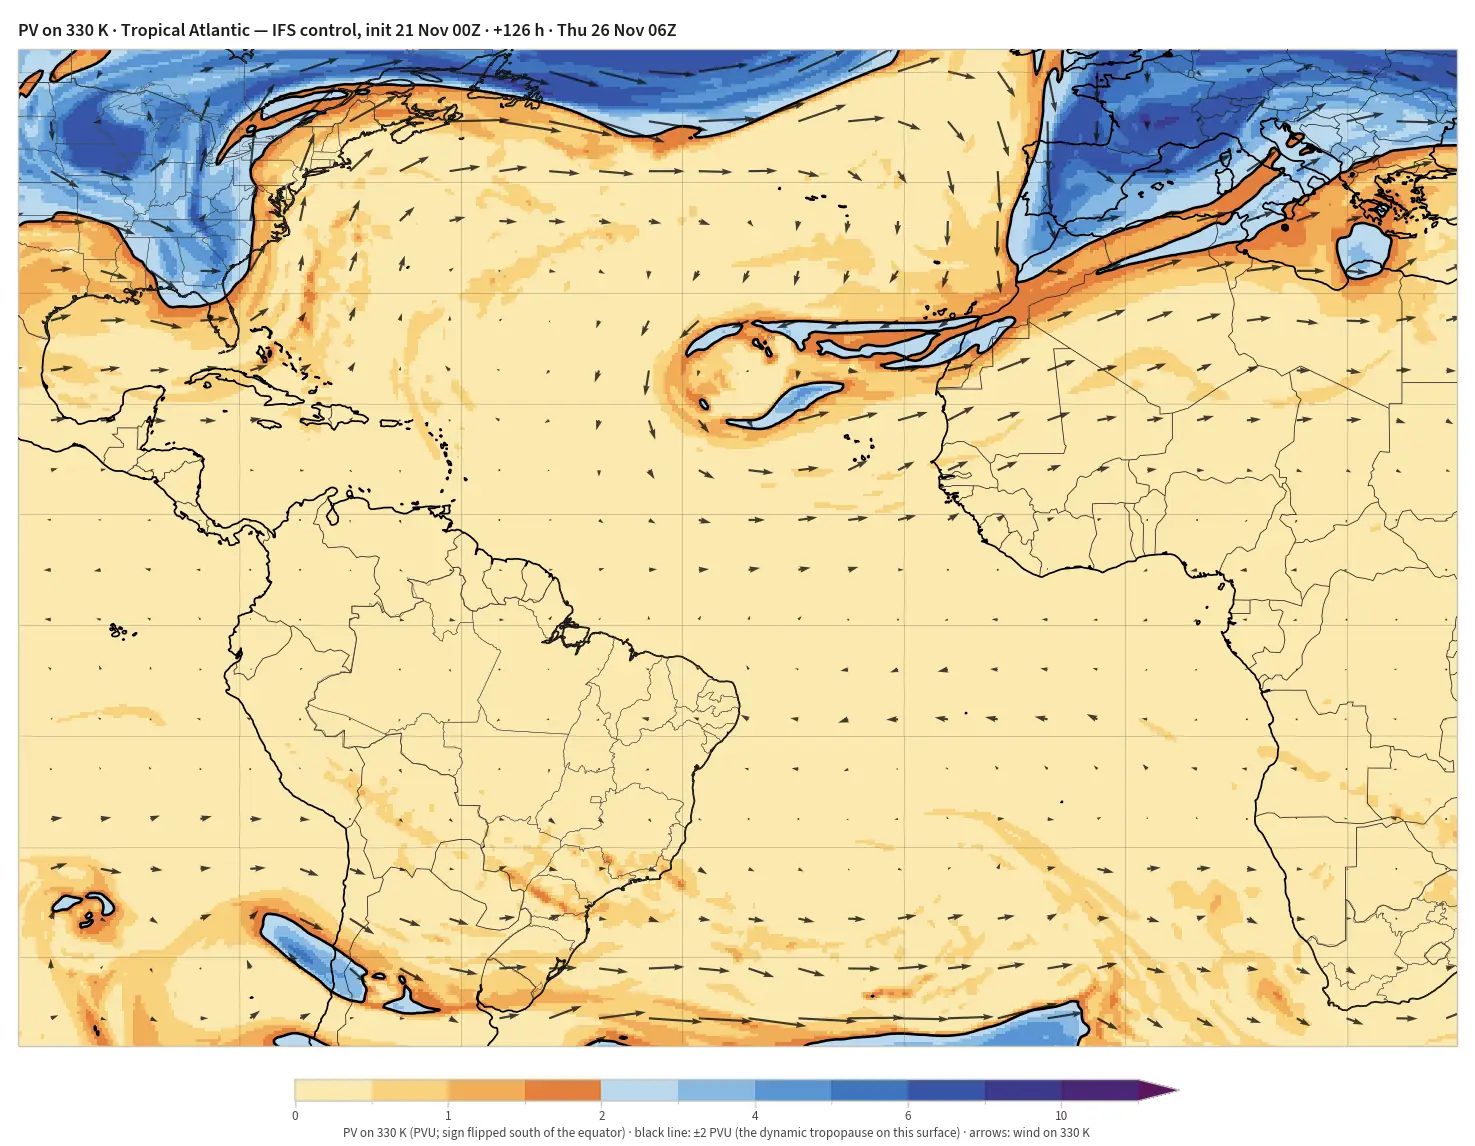 PV on 330 K · Tropical Atlantic — IFS control, init 21 Nov 00Z · +126 h · Thu 26 Nov 06Z
0 1 2 4 6 8 10
PV on 330 K (PVU; sign flipped south of the equator) · black line: ±2 PVU (the dynamic tropopause on this surface) · arrows: wind on 330 K